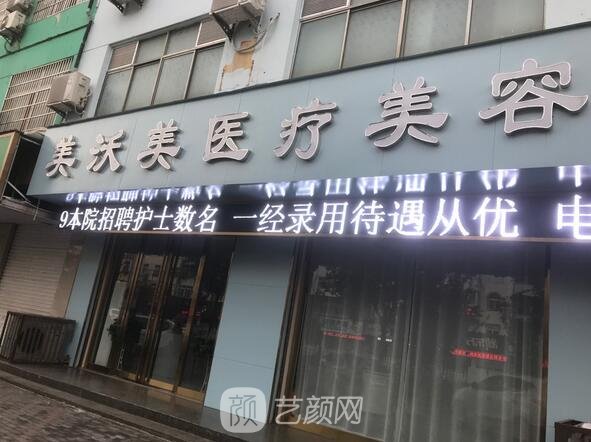 美沃美医疗美容
9本院招聘护士数名 一经录用待遇从优 电
颜 艺颜网